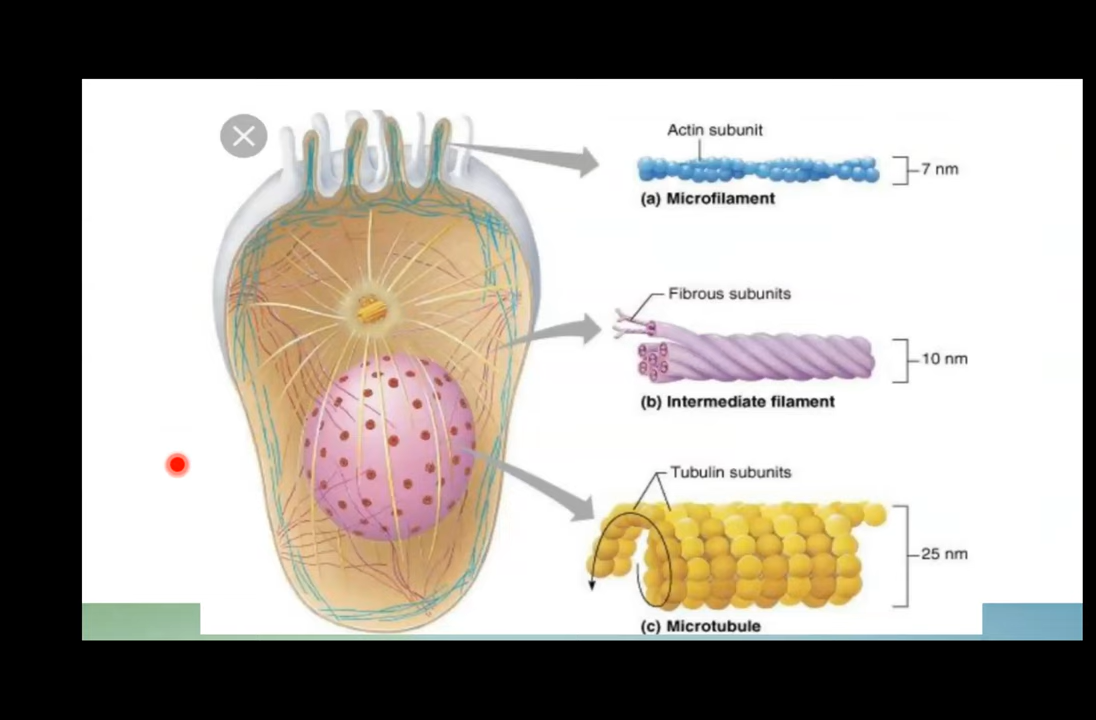 Actin subunit
7 nm
(a) Microfilament
Fibrous subunits
10 nm
(b) Intermediate filament
Tubulin subunits
25 nm
(c) Microtubule